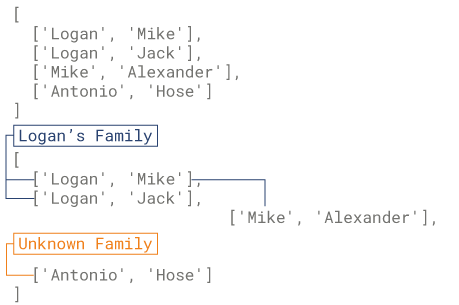 [
['Logan', 'Mike'],
['Logan', 'Jack'],
['Mike', 'Alexander'],
['Antonio', 'Hose']
]
Logan’s Family
[
['Logan', 'Mike'],
['Logan', 'Jack'],
['Mike', 'Alexander'],
Unknown Family
['Antonio', 'Hose']
]